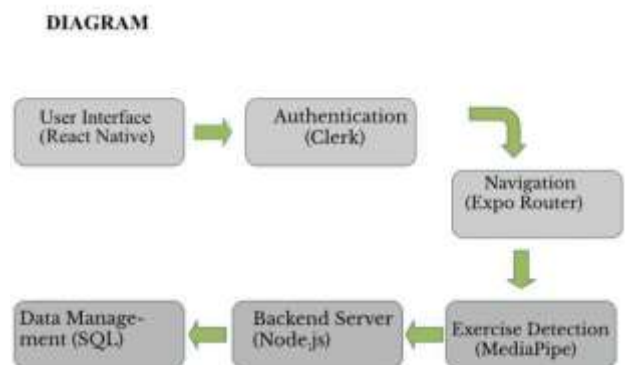 DIAGRAM
User Interface
(React Native)
Authentication
(Clerk)
Navigation
(Expo Router)
Exercise Detection
(MediaPipe)
Backend Server
(Node.js)
Data Manage-
ment (SQL)